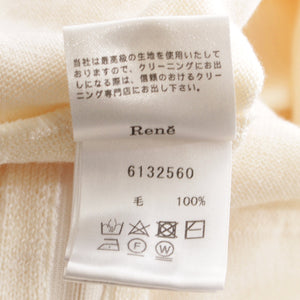 当社は最高級の生地を使用いたして
おりますので、クリーニングにお出
しになる際は、信頼のおけるクリー
ニング専門店にお出し下さい。
René
6132560
毛 100%
P W